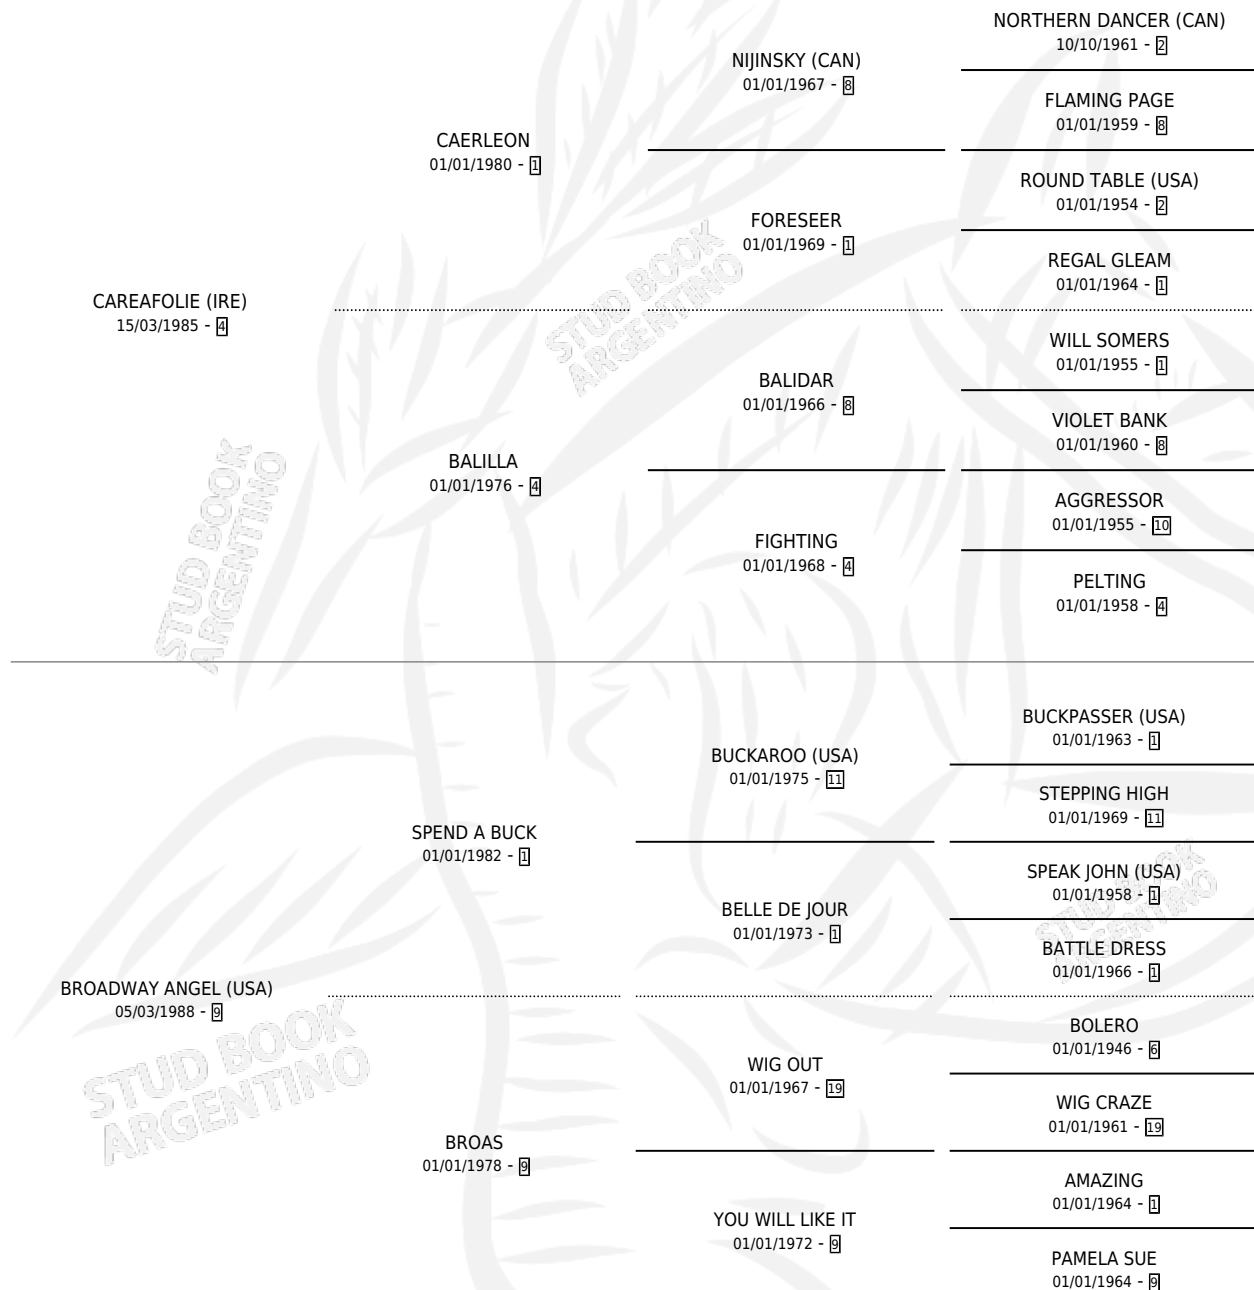 NORTHERN DANCER (CAN)
10/10/1961 - 2
NIJINSKY (CAN)
01/01/1967 - 8
FLAMING PAGE
01/01/1959 - 8
CAERLEON
01/01/1980 - 1
ROUND TABLE (USA)
01/01/1954 - 2
FORESEER
01/01/1969 - 1
REGAL GLEAM
01/01/1964 - 1
CAREAFOLIE (IRE)
15/03/1985 - 4
WILL SOMERS
01/01/1955 - 1
BALIDAR
01/01/1966 - 8
VIOLET BANK
01/01/1960 - 8
BALILLA
01/01/1976 - 4
AGGRESSOR
01/01/1955 - 10
FIGHTING
01/01/1968 - 4
PELTING
01/01/1958 - 4
STUD BOOK
ARGENTINO
STUD BOOK
ARGENTINO
BUCKPASSER (USA)
01/01/1963 - 1
BUCKAROO (USA)
01/01/1975 - 11
STEPPING HIGH
01/01/1969 - 11
SPEND A BUCK
01/01/1982 - 1
SPEAK JOHN (USA)
01/01/1958 - 1
BELLE DE JOUR
01/01/1973 - 1
BATTLE DRESS
01/01/1966 - 1
BROADWAY ANGEL (USA)
05/03/1988 - 9
BOLERO
01/01/1946 - 6
WIG OUT
01/01/1967 - 19
WIG CRAZE
01/01/1961 - 19
BROAS
01/01/1978 - 9
AMAZING
01/01/1964 - 1
YOU WILL LIKE IT
01/01/1972 - 9
PAMELA SUE
01/01/1964 - 9
STUD BOOK
ARGENTINO
STUD BOOK
ARGENTINO